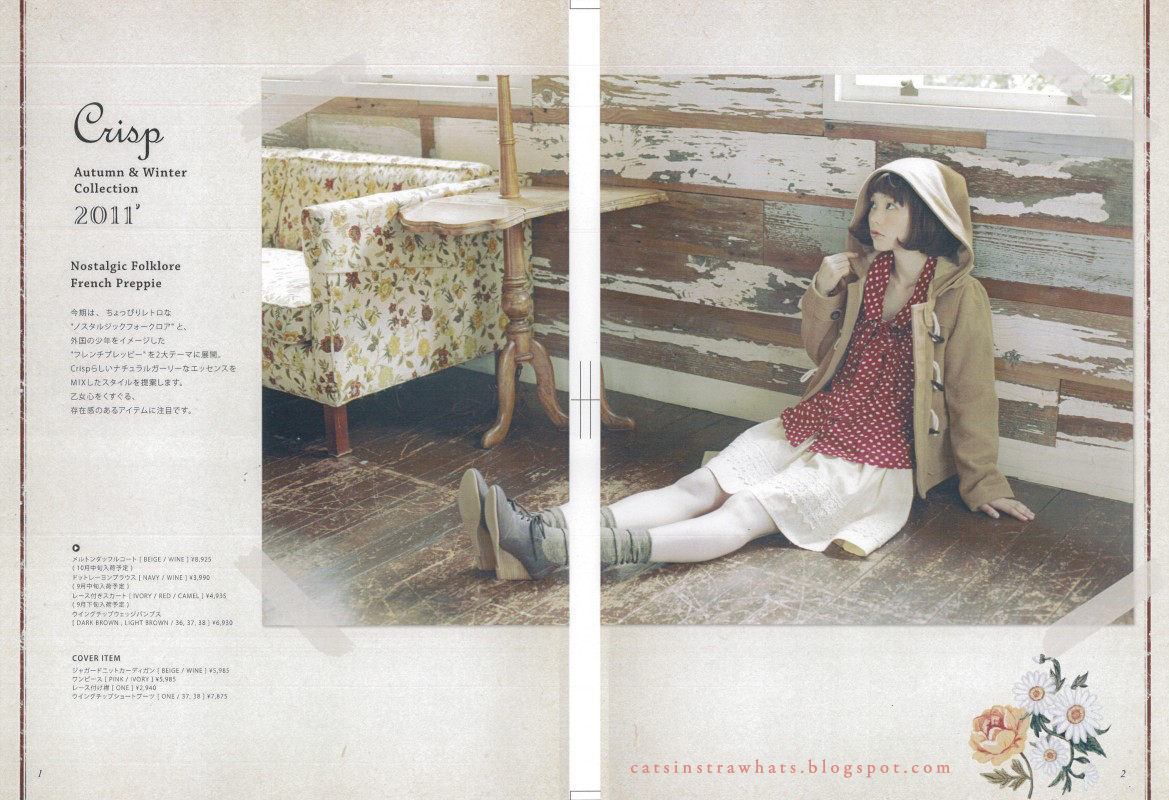 Crisp
Autumn & Winter
Collection
2011'
Nostalgic Folklore
French Preppie
今期は、ちょっぴりレトロな
"ノスタルジックフォークロア" と、
外国の少年をイメージした
"フレンチプレッピー" を2大テーマに展開。
Crispらしいナチュラルガーリーなエッセンスを
MIXしたスタイルを提案します。
乙女心をくすぐる、
存在感のあるアイテムに注目です。
メルトンダッフルコート [ BEIGE / WINE ] ¥8,925
( 10月中旬入荷予定 )
ドットレーヨンブラウス [ NAVY / WINE ] ¥3,990
( 9月中旬入荷予定 )
レース付きスカート [ IVORY / RED / CAMEL ] ¥4,935
( 9月下旬入荷予定 )
ウイングチップウェッジパンプス
[ DARK BROWN , LIGHT BROWN / 36, 37, 38 ] ¥6,930
COVER ITEM
ジャガードニットカーディガン [ BEIGE / WINE ] ¥5,985
ワンピース [ PINK / IVORY ] ¥5,985
レース付け襟 [ ONE ] ¥2,940
ウイングチップショートブーツ [ ONE / 37, 38 ] ¥7,875
1
catsinstrawhats.blogspot.com
2